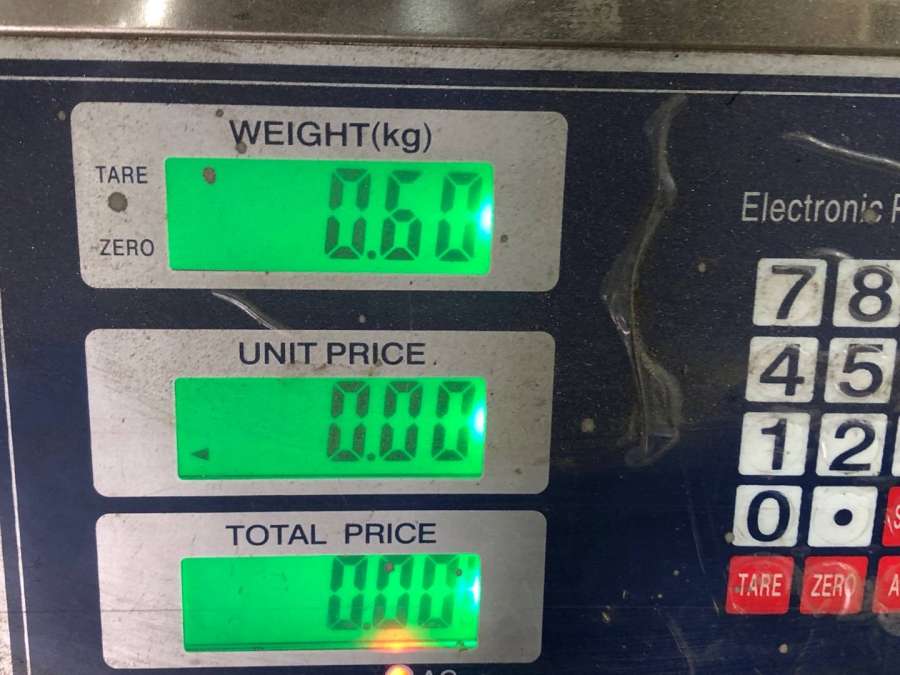 WEIGHT(kg)
TARE
ZERO
0.60
UNIT PRICE
0.00
TOTAL PRICE
0.00
Electronic
7 8
4 5
1 2
0 .
TARE ZERO